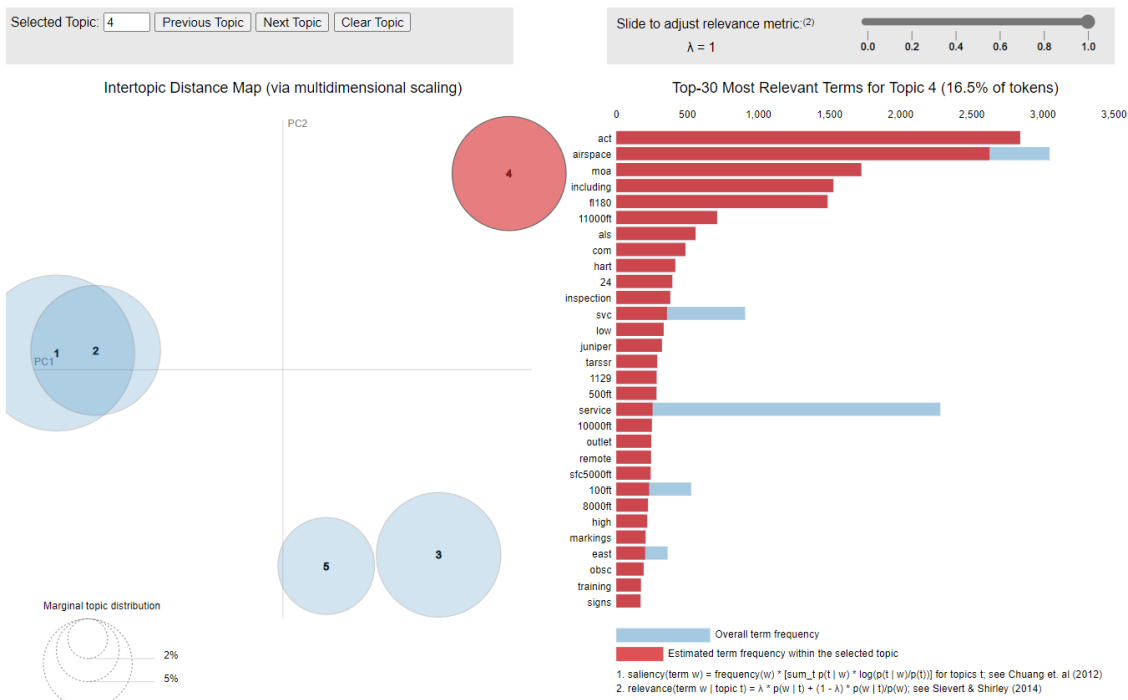 Selected Topic: 4 Previous Topic Next Topic Clear Topic
Slide to adjust relevance metric:(2)
λ = 1
0.0 0.2 0.4 0.6 0.8 1.0
Intertopic Distance Map (via multidimensional scaling)
PC2
PC1
4
1
2
5
3
Marginal topic distribution
2%
5%
Top-30 Most Relevant Terms for Topic 4 (16.5% of tokens)
0 500 1,000 1,500 2,000 2,500 3,000 3,500
act
airspace
moa
including
fl180
11000ft
als
com
hart
24
inspection
svc
low
juniper
tarssr
1129
500ft
service
10000ft
outlet
remote
sfc5000ft
100ft
8000ft
high
markings
east
obsc
training
signs
Overall term frequency
Estimated term frequency within the selected topic
1. saliency(term w) = frequency(w) * [sum_t p(t | w) * log(p(t | w)/p(t))] for topics t; see Chuang et. al (2012)
2. relevance(term w | topic t) = λ * p(w | t) + (1 - λ) * p(w | t)/p(w); see Sievert & Shirley (2014)